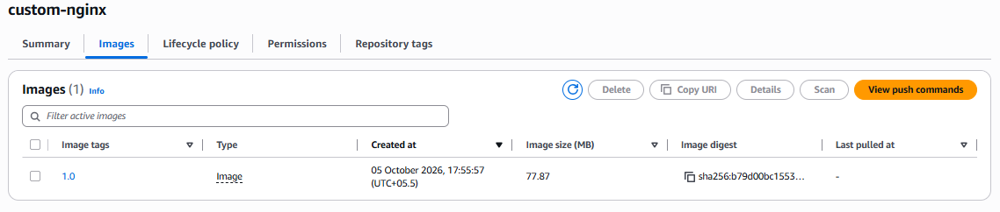 custom-nginx
Summary Images Lifecycle policy Permissions Repository tags
Images (1) Info Delete Copy URI Details Scan View push commands
Filter active images
Image tags Type Created at Image size (MB) Image digest Last pulled at
1.0 Image 05 October 2026, 17:55:57 77.87 sha256:b79d00bc1553... -
(UTC+05.5)